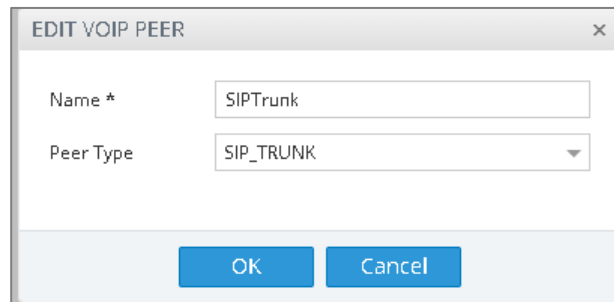 EDIT VOIP PEER ×
Name * SIPTrunk
Peer Type SIP_TRUNK
OK Cancel